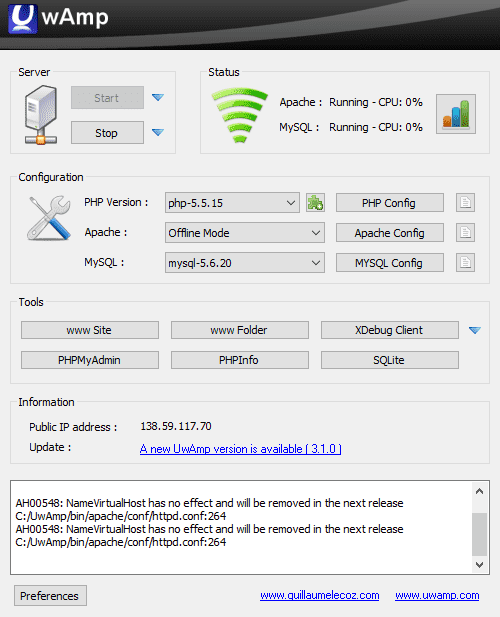 UwAmp
Server
Start
Stop
Status
Apache : Running - CPU: 0%
MySQL : Running - CPU: 0%
Configuration
PHP Version : php-5.5.15 PHP Config
Apache : Offline Mode Apache Config
MySQL : mysql-5.6.20 MYSQL Config
Tools
www Site www Folder XDebug Client
PHPMyAdmin PHPInfo SQLite
Information
Public IP address : 138.59.117.70
Update : A new UwAmp version is available ( 3.1.0 )
AH00548: NameVirtualHost has no effect and will be removed in the next release
C:/UwAmp/bin/apache/conf/httpd.conf:264
AH00548: NameVirtualHost has no effect and will be removed in the next release
C:/UwAmp/bin/apache/conf/httpd.conf:264
Preferences www.guillaumelecoz.com www.uwamp.com